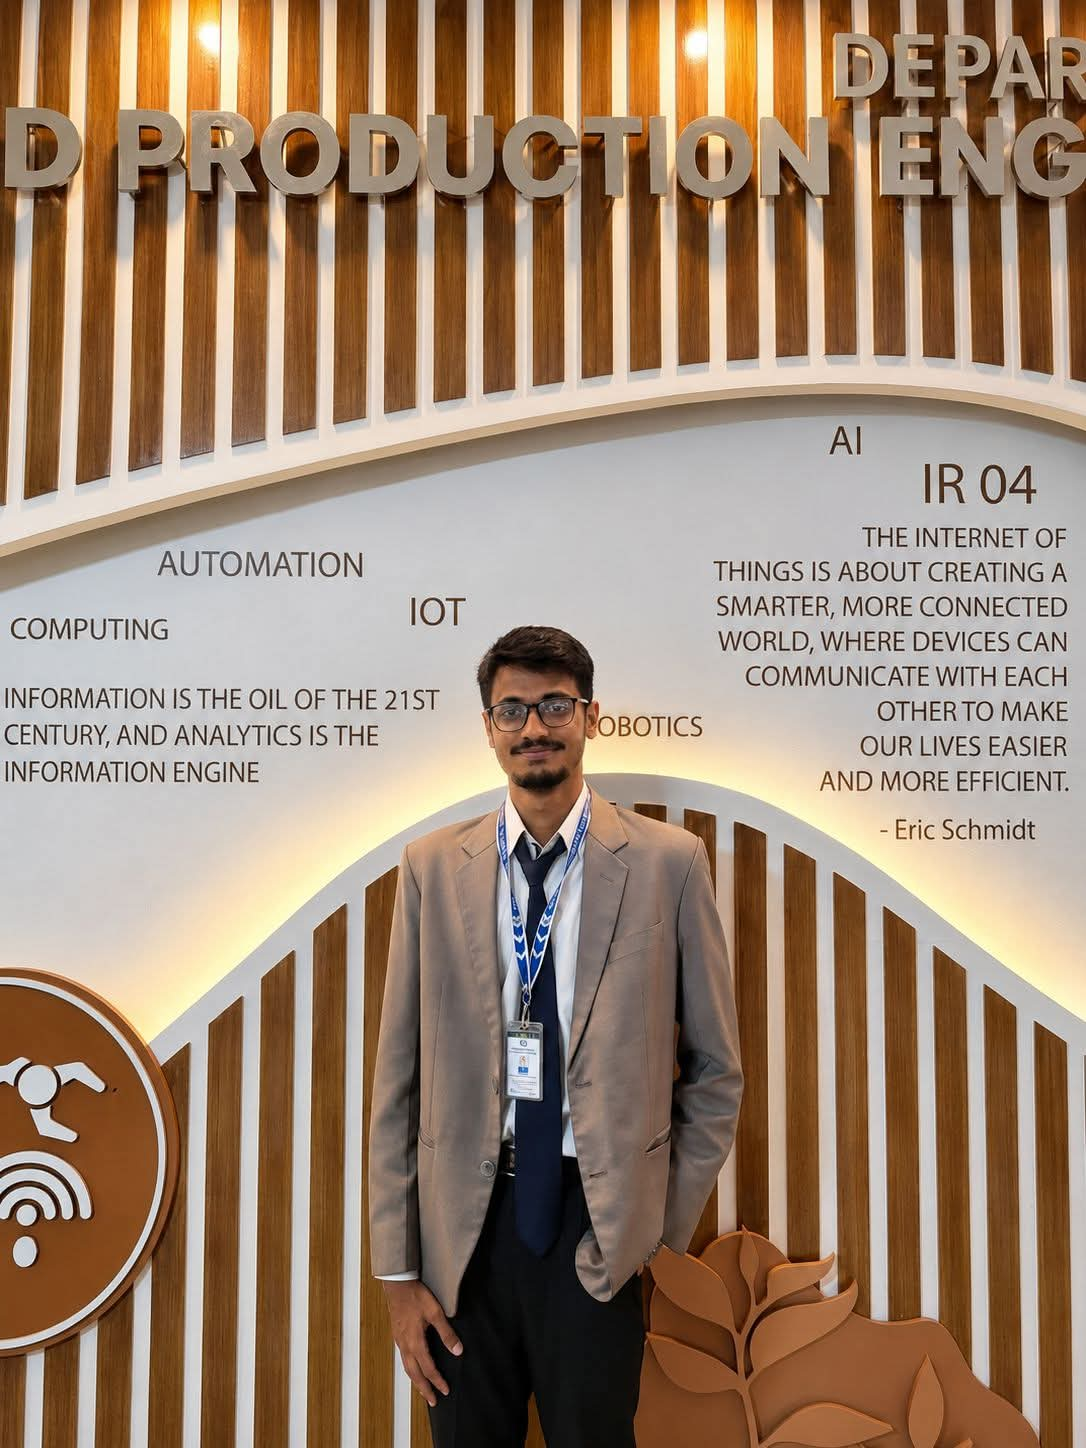 DEPAR
D PRODUCTION ENG
AI
IR 04
AUTOMATION
IOT
COMPUTING
INFORMATION IS THE OIL OF THE 21ST
CENTURY, AND ANALYTICS IS THE
INFORMATION ENGINE
OBOTICS
THE INTERNET OF
THINGS IS ABOUT CREATING A
SMARTER, MORE CONNECTED
WORLD, WHERE DEVICES CAN
COMMUNICATE WITH EACH
OTHER TO MAKE
OUR LIVES EASIER
AND MORE EFFICIENT.
- Eric Schmidt